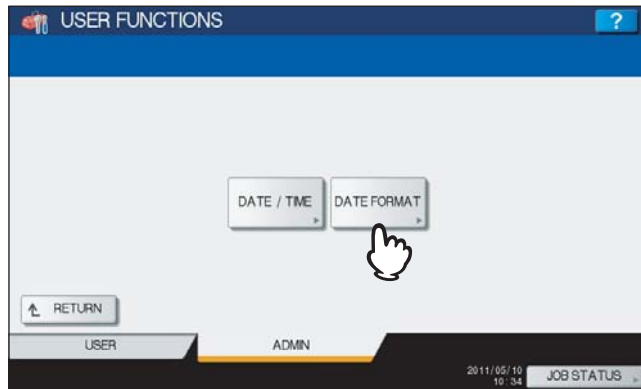 USER FUNCTIONS
?
DATE / TIME
DATE FORMAT
RETURN
USER
ADMIN
2011/05/10
10:34
JOB STATUS